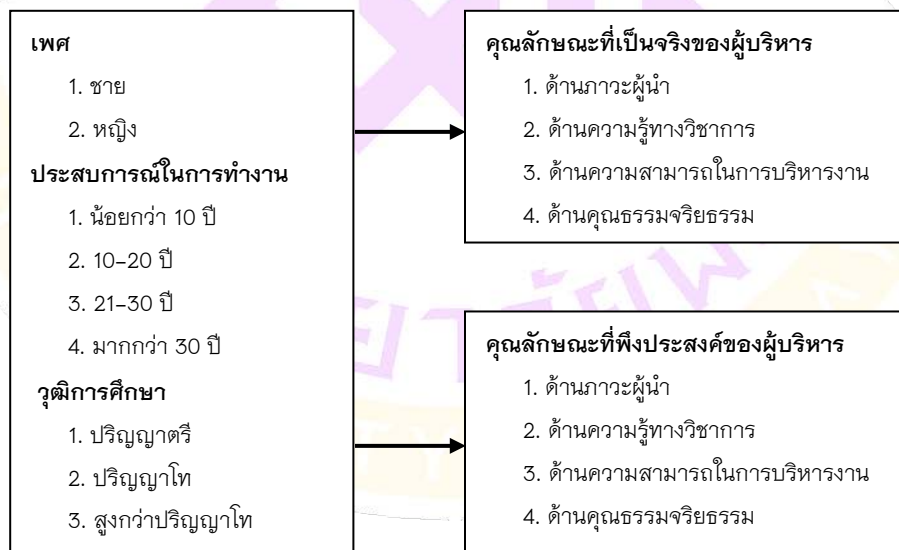 เพศ
1. ชาย
2. หญิง
ประสบการณ์ในการทำงาน
1. น้อยกว่า 10 ปี
2. 10–20 ปี
3. 21–30 ปี
4. มากกว่า 30 ปี
วุฒิการศึกษา
1. ปริญญาตรี
2. ปริญญาโท
3. สูงกว่าปริญญาโท
คุณลักษณะที่เป็นจริงของผู้บริหาร
1. ด้านภาวะผู้นำ
2. ด้านความรู้ทางวิชาการ
3. ด้านความสามารถในการบริหารงาน
4. ด้านคุณธรรมจริยธรรม
คุณลักษณะที่พึงประสงค์ของผู้บริหาร
1. ด้านภาวะผู้นำ
2. ด้านความรู้ทางวิชาการ
3. ด้านความสามารถในการบริหารงาน
4. ด้านคุณธรรมจริยธรรม